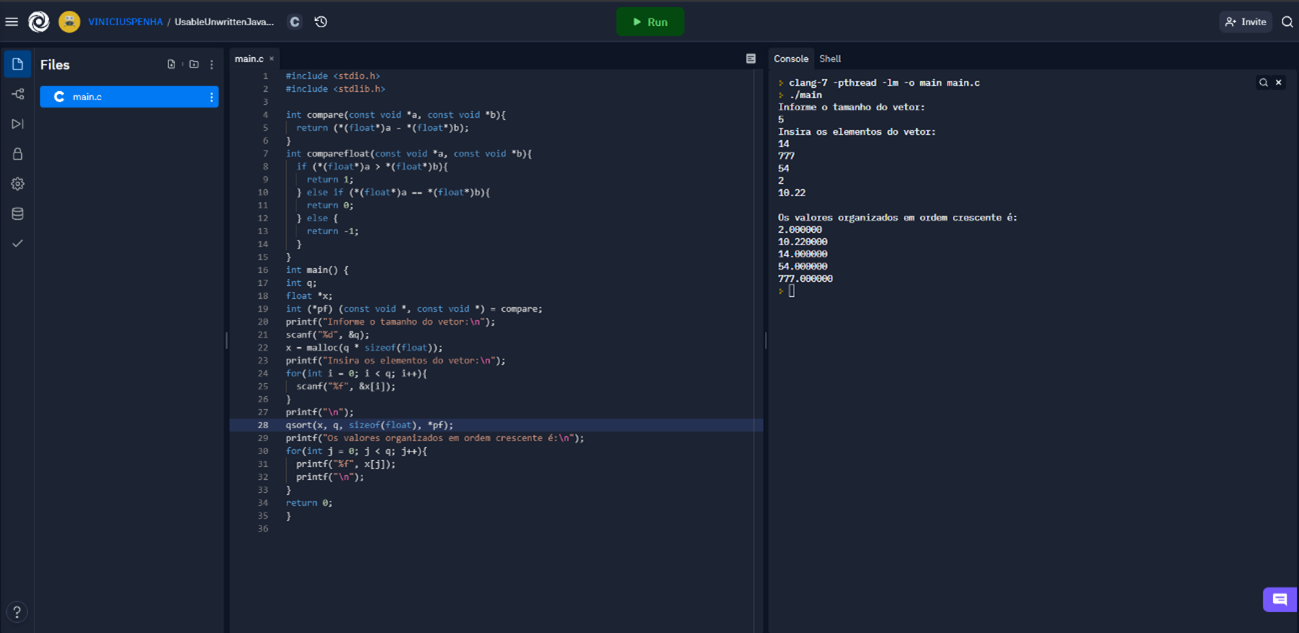 VINICIUSPENHA / UsableUnwrittenJava... C
Run
Invite
Files
C main.c
main.c ×
1 #include <stdio.h>
2 #include <stdlib.h>
3
4 int compare(const void *a, const void *b){
5 return (*(float*)a - *(float*)b);
6 }
7 int comparefloat(const void *a, const void *b){
8 if (*(float*)a > *(float*)b){
9 return 1;
10 } else if (*(float*)a == *(float*)b){
11 return 0;
12 } else {
13 return -1;
14 }
15 }
16 int main() {
17 int q;
18 float *x;
19 int (*pf) (const void *, const void *) = compare;
20 printf("Informe o tamanho do vetor:\n");
21 scanf("%d", &q);
22 x = malloc(q * sizeof(float));
23 printf("Insira os elementos do vetor:\n");
24 for(int i = 0; i < q; i++){
25 scanf("%f", &x[i]);
26 }
27 printf("\n");
28 qsort(x, q, sizeof(float), *pf);
29 printf("Os valores organizados em ordem crescente é:\n");
30 for(int j = 0; j < q; j++){
31 printf("%f", x[j]);
32 printf("\n");
33 }
34 return 0;
35 }
36
Console Shell
> clang-7 -pthread -lm -o main main.c
> ./main
Informe o tamanho do vetor:
5
Insira os elementos do vetor:
14
777
54
2
10.22
Os valores organizados em ordem crescente é:
2.000000
10.220000
14.000000
54.000000
777.000000
>
?